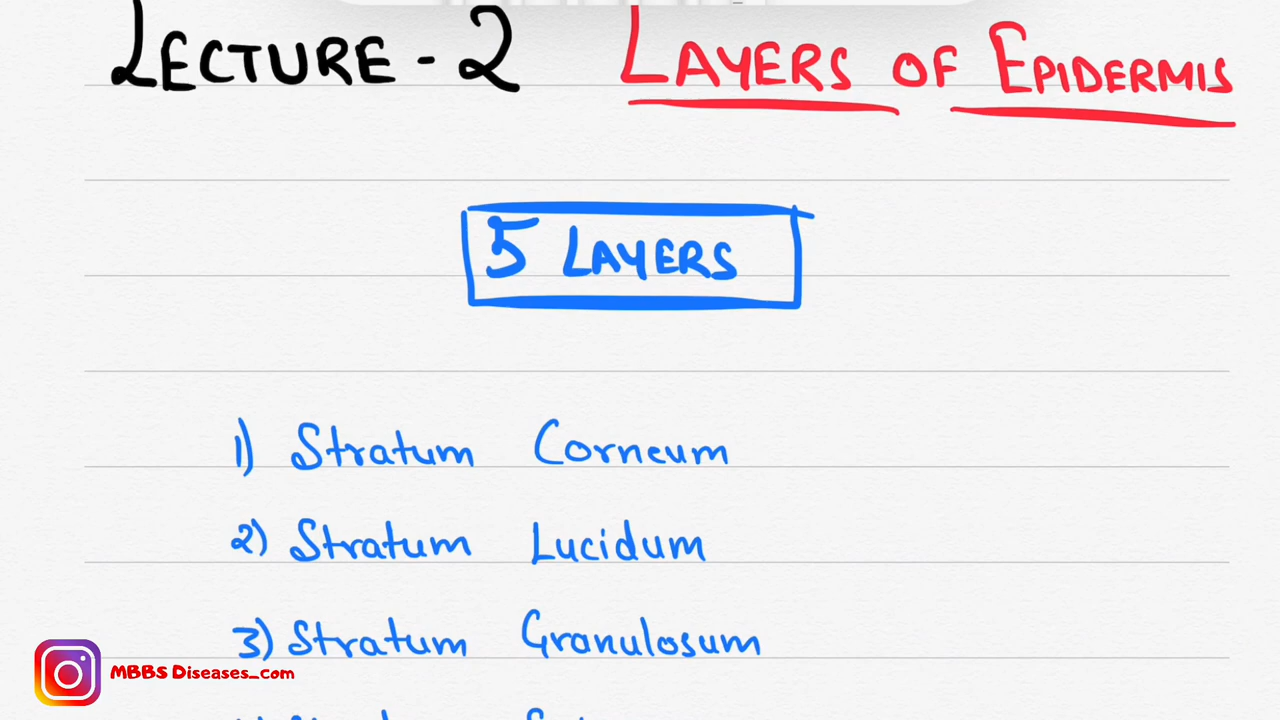 LECTURE - 2 LAYERS OF EPIDERMIS
5 LAYERS
1) Stratum Corneum
2) Stratum Lucidum
3) Stratum Granulosum
MBBS Diseases_com